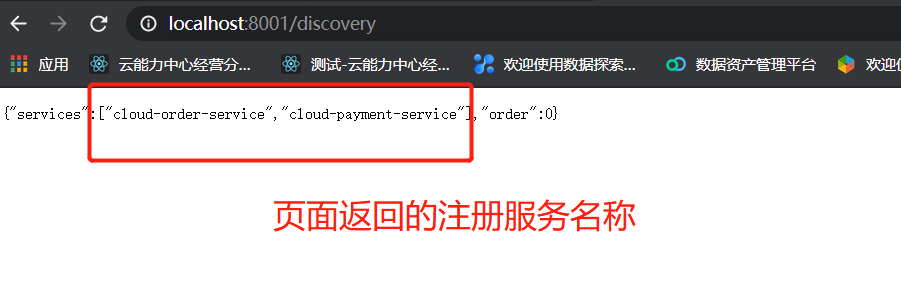 localhost:8001/discovery
应用 云能力中心经营分... 测试-云能力中心经... 欢迎使用数据探索... 数据资产管理平台 欢迎使
{"services":["cloud-order-service","cloud-payment-service"],"order":0}
页面返回的注册服务名称